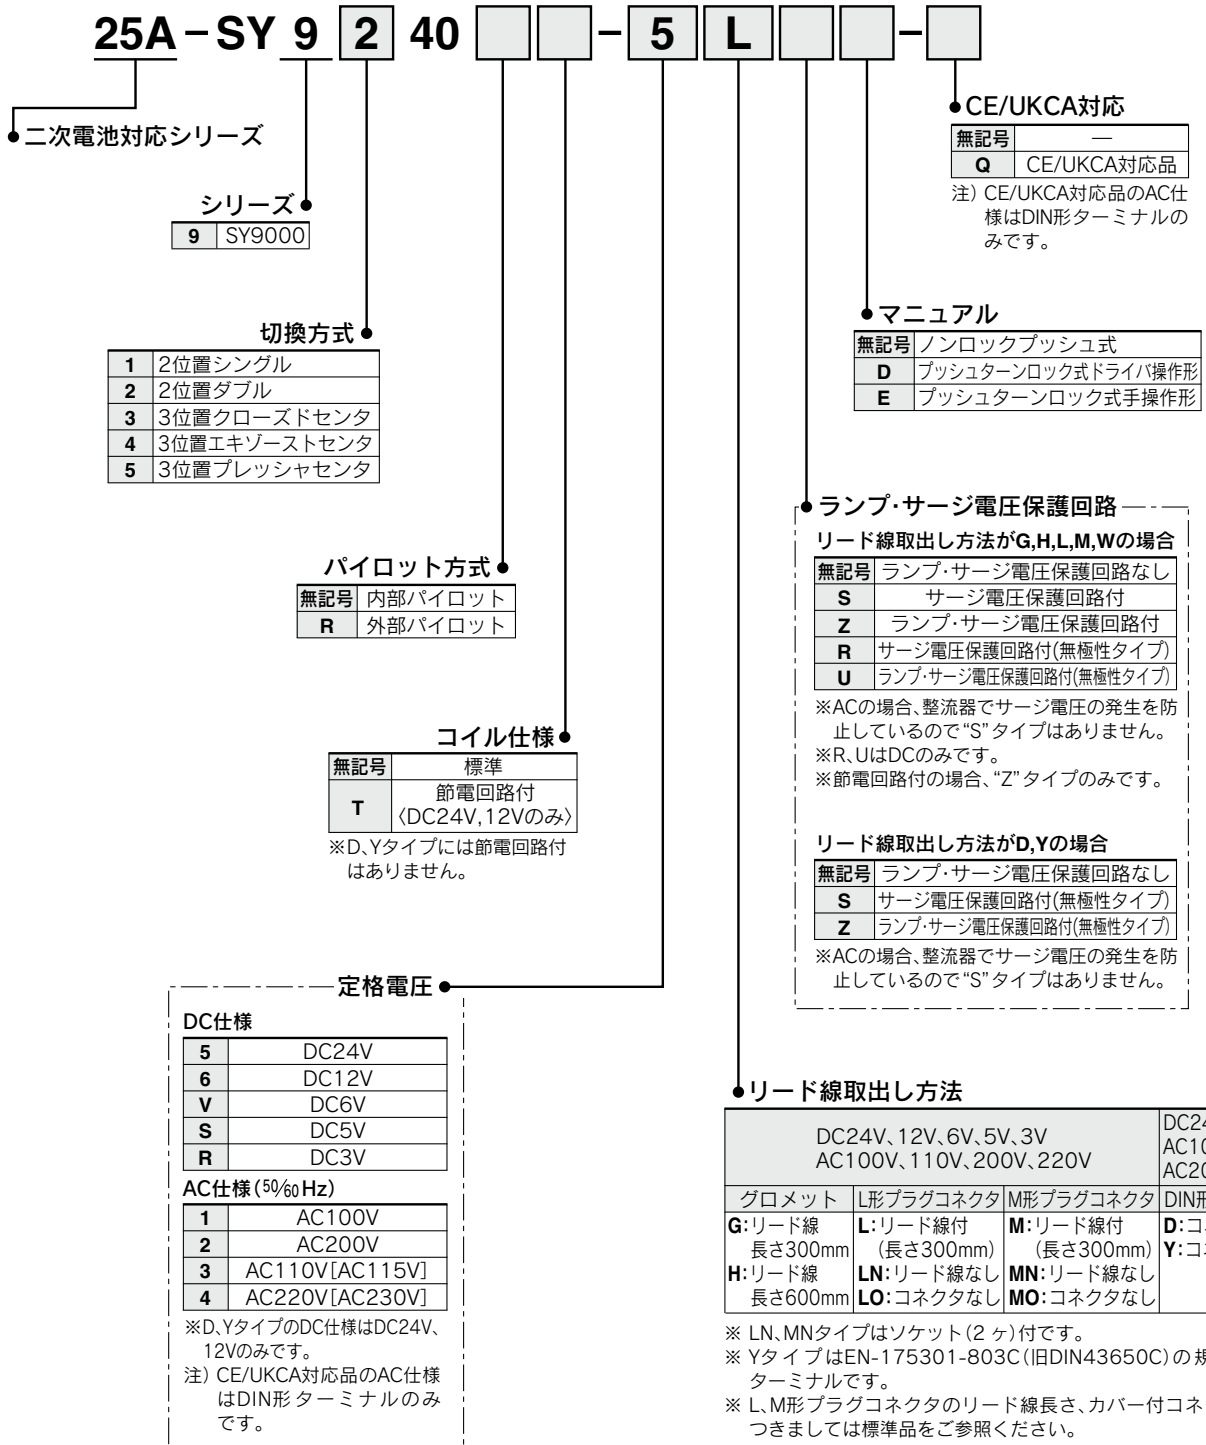 25A-SY 9 2 40 □ □ - 5 L □ □ - □
二次電池対応シリーズ
シリーズ
9 SY9000
切換方式
1 2位置シングル
2 2位置ダブル
3 3位置クローズドセンタ
4 3位置エキゾーストセンタ
5 3位置プレッシャセンタ
パイロット方式
無記号 内部パイロット
R 外部パイロット
コイル仕様
無記号 標準
T 節電回路付
〈DC24V,12Vのみ〉
※D、Yタイプには節電回路付
はありません。
定格電圧
DC仕様
5 DC24V
6 DC12V
V DC6V
S DC5V
R DC3V
AC仕様(50/60Hz)
1 AC100V
2 AC200V
3 AC110V[AC115V]
4 AC220V[AC230V]
※D、YタイプのDC仕様はDC24V、
12Vのみです。
注) CE/UKCA対応品のAC仕様
はDIN形ターミナルのみ
です。
CE/UKCA対応
無記号 —
Q CE/UKCA対応品
注) CE/UKCA対応品のAC仕
様はDIN形ターミナルの
みです。
マニュアル
無記号 ノンロックプッシュ式
D プッシュターンロック式ドライバ操作形
E プッシュターンロック式手操作形
ランプ・サージ電圧保護回路
リード線取出し方法がG,H,L,M,Wの場合
無記号 ランプ・サージ電圧保護回路なし
S サージ電圧保護回路付
Z ランプ・サージ電圧保護回路付
R サージ電圧保護回路付(無極性タイプ)
U ランプ・サージ電圧保護回路付(無極性タイプ)
※ACの場合、整流器でサージ電圧の発生を防
止しているので“S”タイプはありません。
※R、UはDCのみです。
※節電回路付の場合、“Z”タイプのみです。
リード線取出し方法がD,Yの場合
無記号 ランプ・サージ電圧保護回路なし
S サージ電圧保護回路付(無極性タイプ)
Z ランプ・サージ電圧保護回路付(無極性タイプ)
※ACの場合、整流器でサージ電圧の発生を防
止しているので“S”タイプはありません。
リード線取出し方法
DC24V、12V、6V、5V、3V DC24
AC100V、110V、200V、220V AC10
AC20
グロメット L形プラグコネクタ M形プラグコネクタ DIN形
G:リード線 L:リード線付 M:リード線付 D:コ
長さ300mm (長さ300mm) (長さ300mm) Y:コ
H:リード線 LN:リード線なし MN:リード線なし
長さ600mm LO:コネクタなし MO:コネクタなし
※ LN、MNタイプはソケット(2ヶ)付です。
※ YタイプはEN-175301-803C(旧DIN43650C)の規
ターミナルです。
※ L、M形プラグコネクタのリード線長さ、カバー付コネ
つきましては標準品をご参照ください。